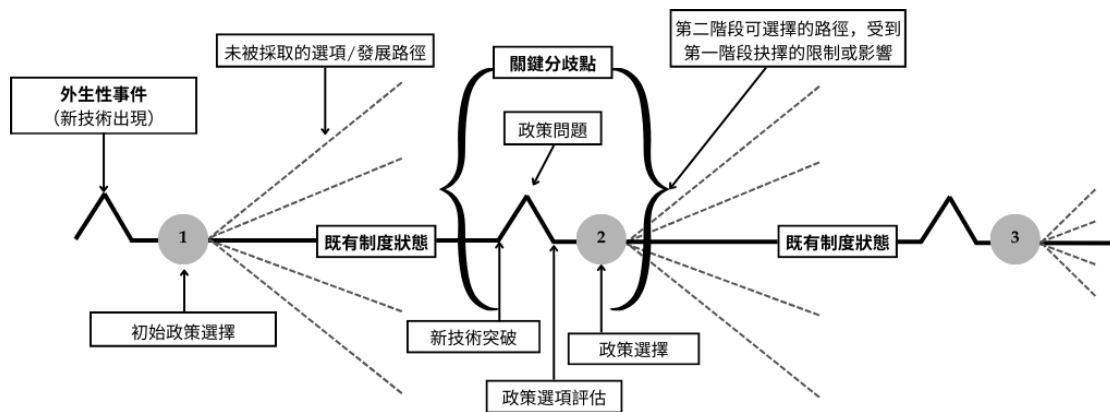 未被採取的選項/發展路徑
關鍵分歧點
第二階段可選擇的路徑，受到
第一階段抉擇的限制或影響
外生性事件
（新技術出現）
政策問題
1
既有制度狀態
2
既有制度狀態
3
初始政策選擇
新技術突破
政策選擇
政策選項評估